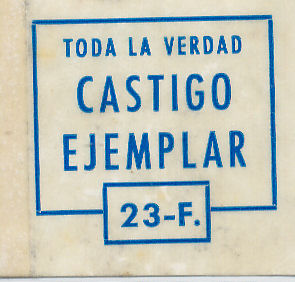 TODA LA VERDAD
CASTIGO
EJEMPLAR
23-F.